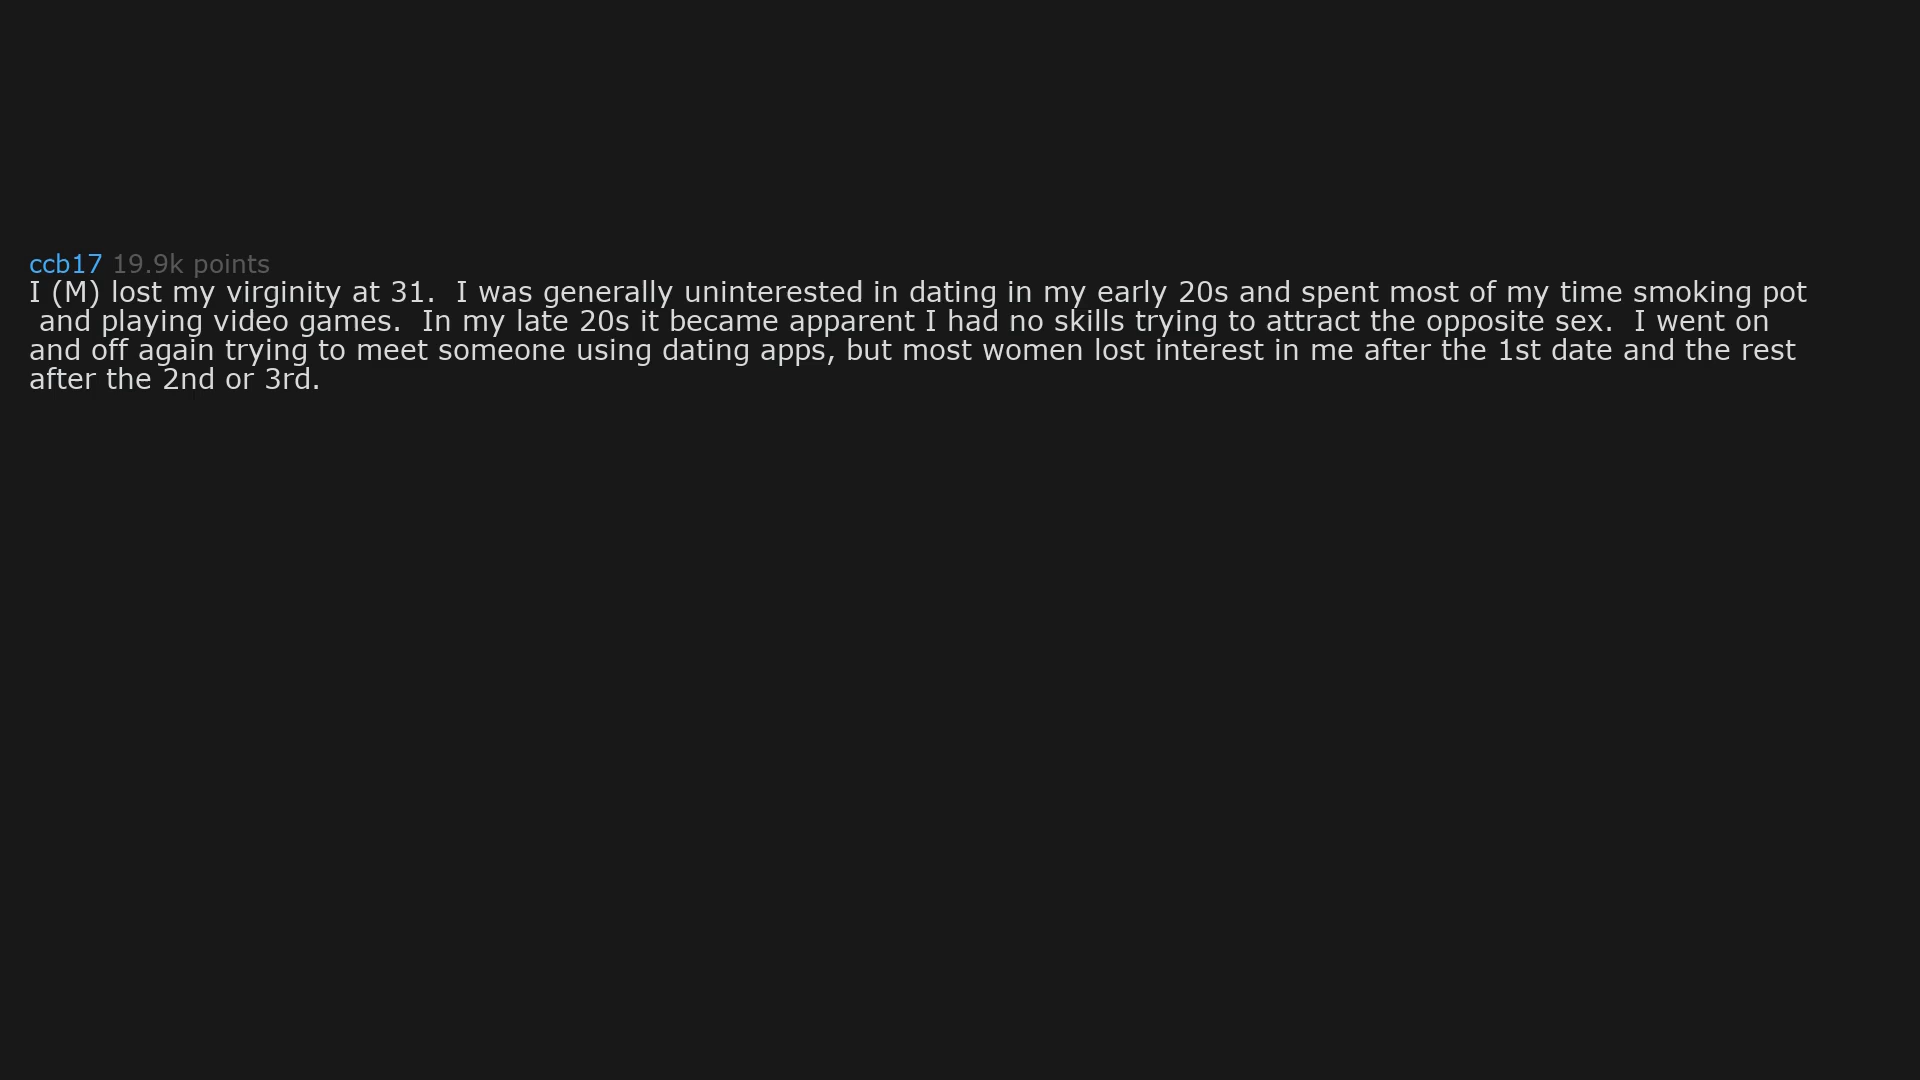 ccb17 19.9k points
I (M) lost my virginity at 31.  I was generally uninterested in dating in my early 20s and spent most of my time smoking pot
and playing video games.  In my late 20s it became apparent I had no skills trying to attract the opposite sex.  I went on
and off again trying to meet someone using dating apps, but most women lost interest in me after the 1st date and the rest
after the 2nd or 3rd.